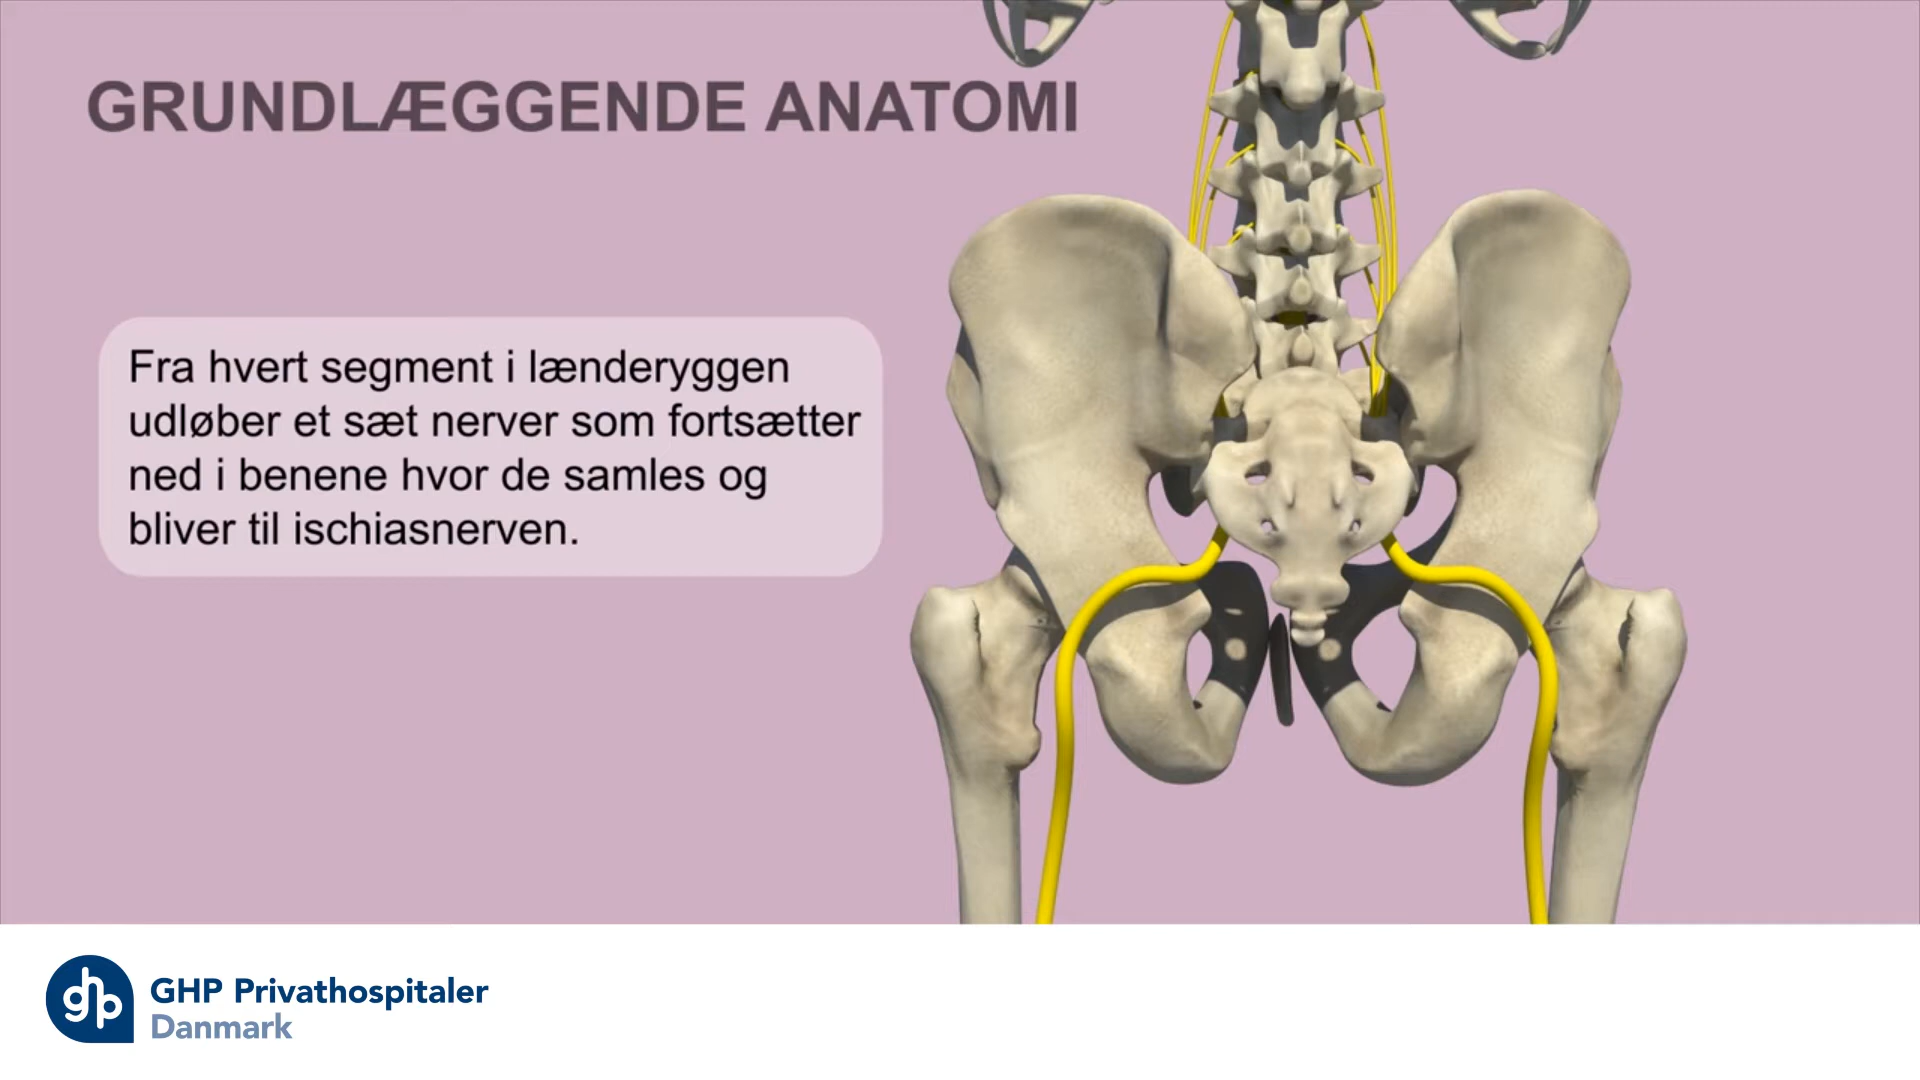 GRUNDLÆGGENDE ANATOMI
Fra hvert segment i lænderyggen
udløber et sæt nerver som fortsætter
ned i benene hvor de samles og
bliver til ischiasnerven.
ghp
GHP Privathospitaler
Danmark